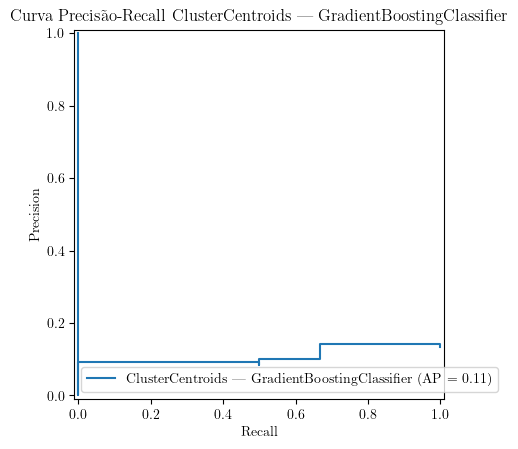 Curva Precisão-Recall ClusterCentroids — GradientBoostingClassifier
1.0
0.8
0.6
0.4
0.2
0.0
Precision
ClusterCentroids — GradientBoostingClassifier (AP = 0.11)
0.0 0.2 0.4 0.6 0.8 1.0
Recall